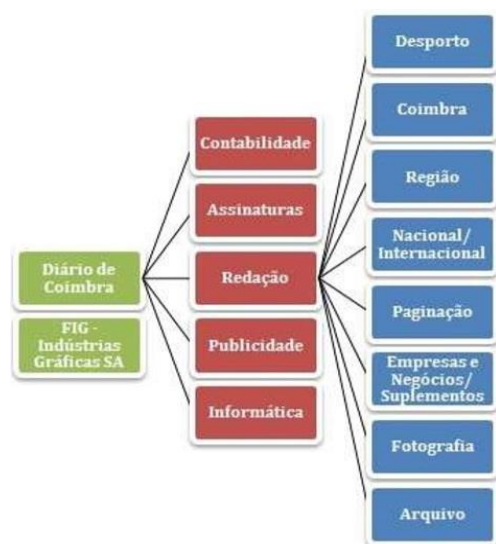 Diário de
Coimbra
FIG -
Indústrias
Gráficas SA
Contabilidade
Assinaturas
Redação
Publicidade
Informática
Desporto
Coimbra
Região
Nacional/
Internacional
Paginação
Empresas e
Negócios/
Suplementos
Fotografia
Arquivo